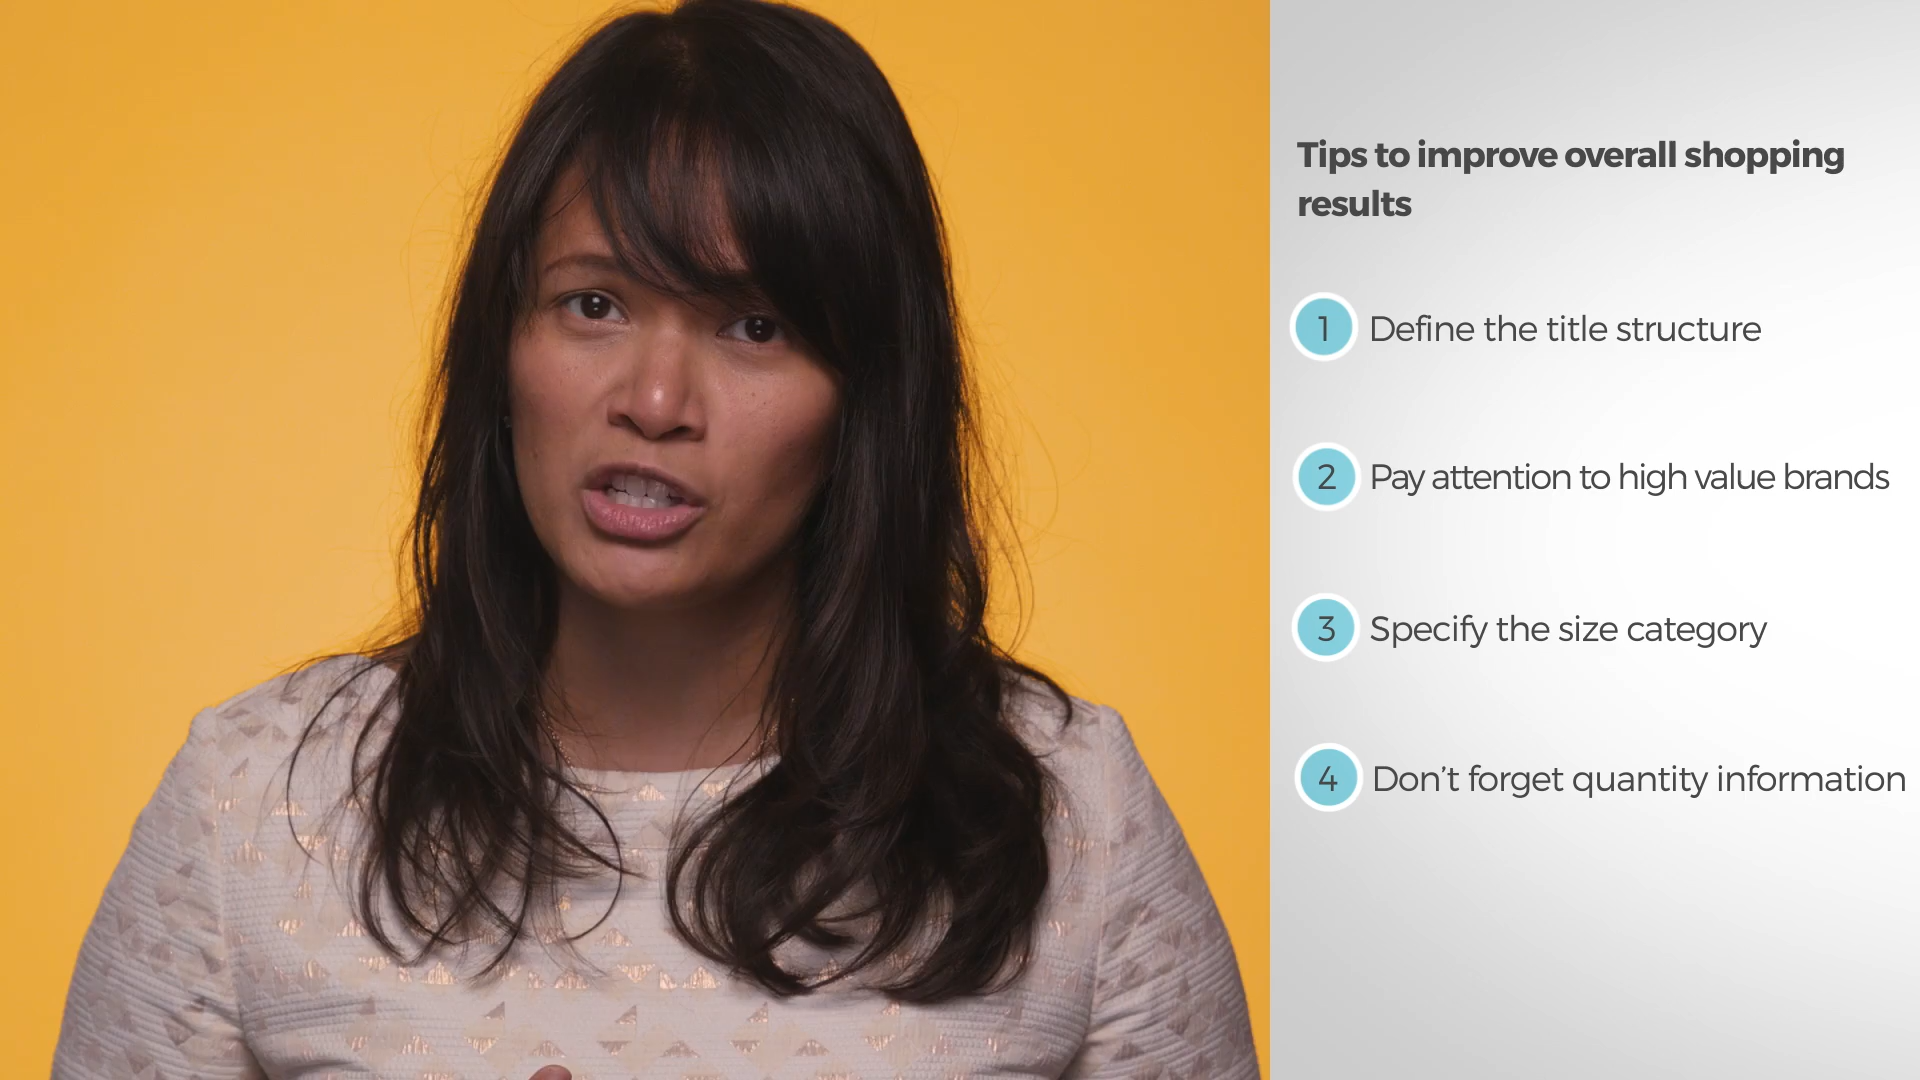 Tips to improve overall shopping
results
1 Define the title structure
2 Pay attention to high value brands
3 Specify the size category
4 Don't forget quantity information